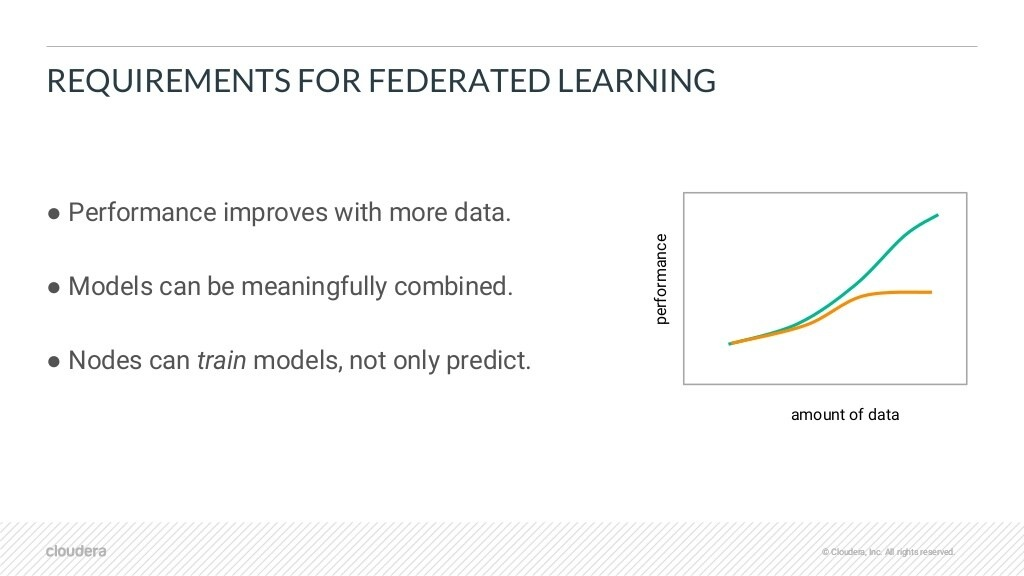 REQUIREMENTS FOR FEDERATED LEARNING
● Performance improves with more data.
● Models can be meaningfully combined.
● Nodes can train models, not only predict.
performance
amount of data
cloudera
© Cloudera, Inc. All rights reserved.